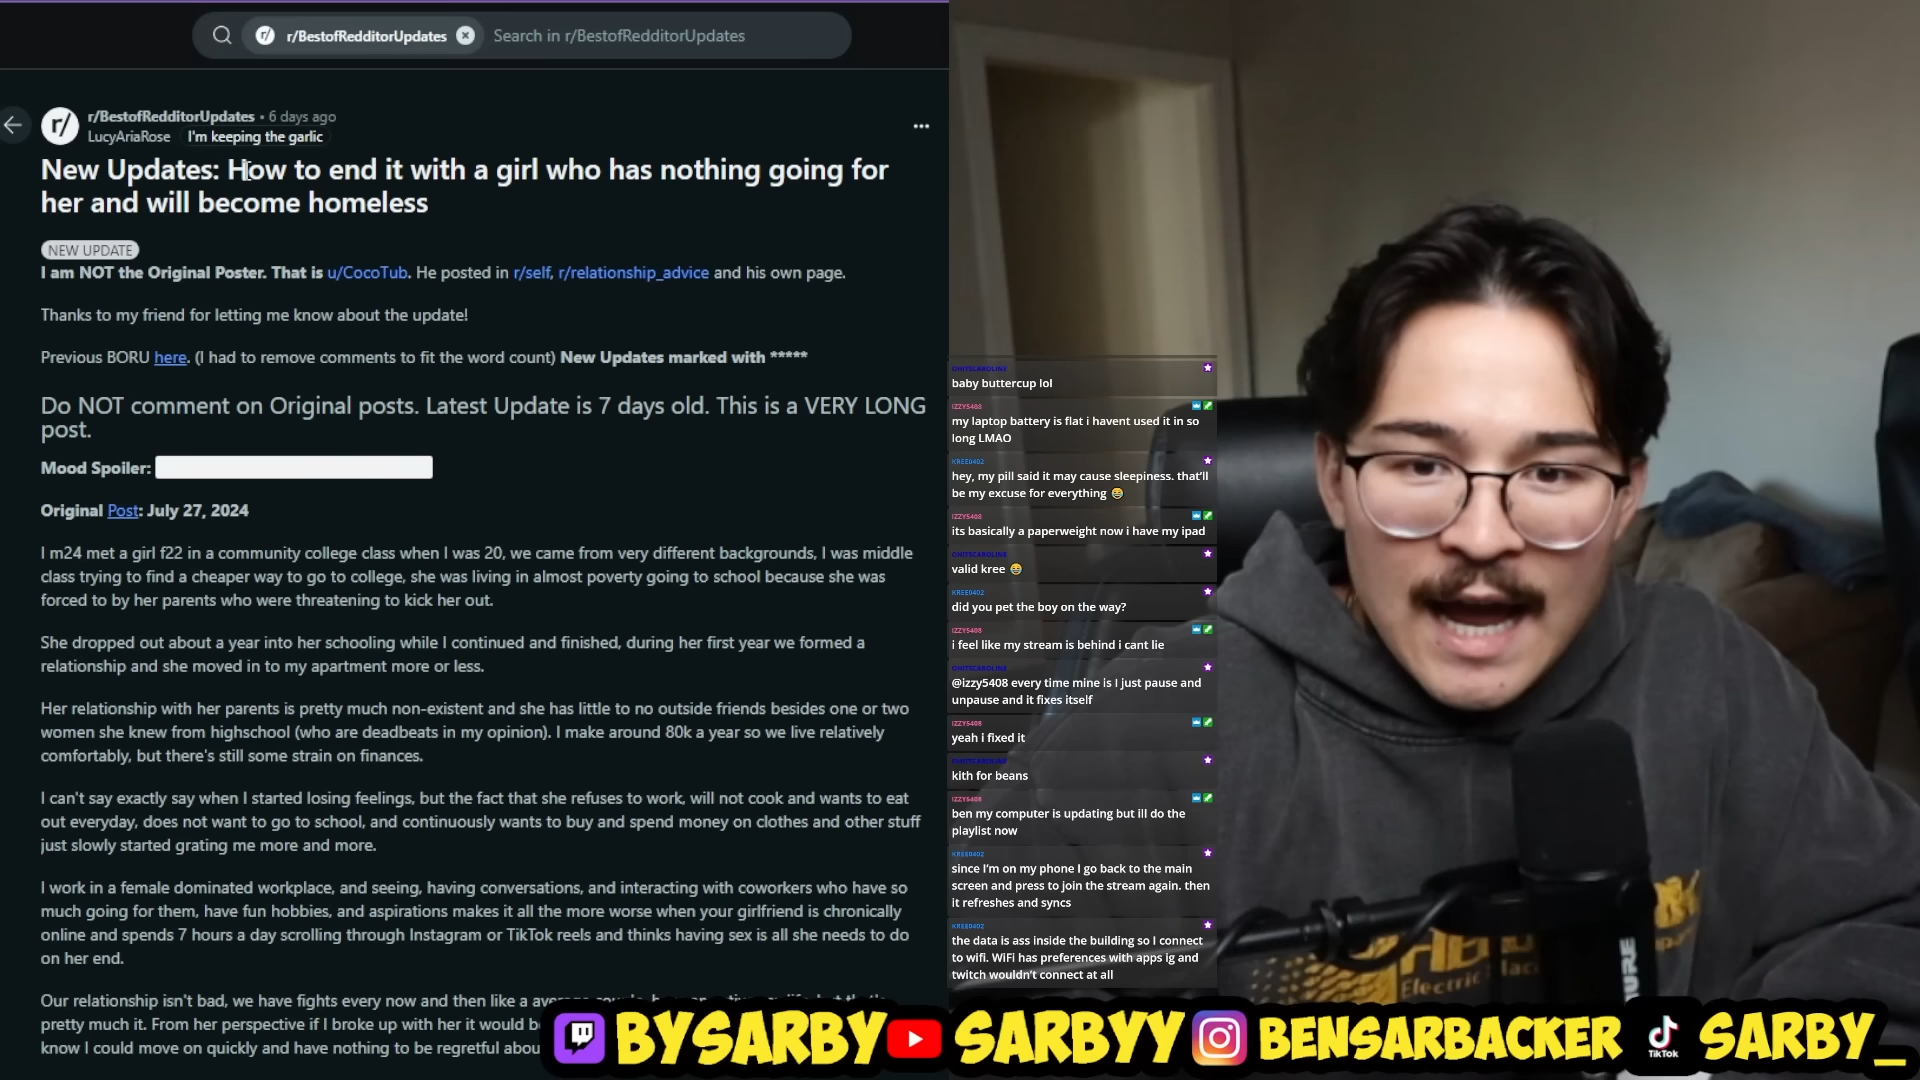 r/ r/BestofRedditorUpdates Search in r/BestofRedditorUpdates
r/BestofRedditorUpdates • 6 days ago
r/
LucyAriaRose I'm keeping the garlic
New Updates: How to end it with a girl who has nothing going for
her and will become homeless
NEW UPDATE
I am NOT the Original Poster. That is u/CocoTub. He posted in r/self, r/relationship_advice and his own page.
Thanks to my friend for letting me know about the update!
Previous BORU here. (I had to remove comments to fit the word count) New Updates marked with *****
Do NOT comment on Original posts. Latest Update is 7 days old. This is a VERY LONG
post.
Mood Spoiler:
Original Post: July 27, 2024
I m24 met a girl f22 in a community college class when I was 20, we came from very different backgrounds, I was middle
class trying to find a cheaper way to go to college, she was living in almost poverty going to school because she was
forced to by her parents who were threatening to kick her out.
She dropped out about a year into her schooling while I continued and finished, during her first year we formed a
relationship and she moved in to my apartment more or less.
Her relationship with her parents is pretty much non-existent and she has little to no outside friends besides one or two
women she knew from highschool (who are deadbeats in my opinion). I make around 80k a year so we live relatively
comfortably, but there's still some strain on finances.
I can't say exactly say when I started losing feelings, but the fact that she refuses to work, will not cook and wants to eat
out everyday, does not want to go to school, and continuously wants to buy and spend money on clothes and other stuff
just slowly started grating me more and more.
I work in a female dominated workplace, and seeing, having conversations, and interacting with coworkers who have so
much going for them, have fun hobbies, and aspirations makes it all the more worse when your girlfriend is chronically
online and spends 7 hours a day scrolling through Instagram or TikTok reels and thinks having sex is all she needs to do
on her end.
Our relationship isn't bad, we have fights every now and then like a
pretty much it. From her perspective if I broke up with her it would
know I could move on quickly and have nothing to be regretful
OHITSCAROLINE
baby buttercup lol
IZZY5408
my laptop battery is flat i havent used it in so
long LMAO
KREE0402
hey, my pill said it may cause sleepiness. that'll
be my excuse for everything 😄
IZZY5408
its basically a paperweight now i have my ipad
OHITSCAROLINE
valid kree 😄
KREE0402
did you pet the boy on the way?
IZZY5408
i feel like my stream is behind i cant lie
OHITSCAROLINE
@izzy5408 every time mine is I just pause and
unpause and it fixes itself
IZZY5408
yeah i fixed it
OHITSCAROLINE
kith for beans
IZZY5408
ben my computer is updating but ill do the
playlist now
KREE0402
since I'm on my phone I go back to the main
screen and press to join the stream again. then
it refreshes and syncs
KREE0402
the data is ass inside the building so I connect
to wifi. WiFi has preferences with apps ig and
twitch wouldn't connect at all
Electric
BYSARBY SARBYY BENSARBACKER TikTok SARBY_